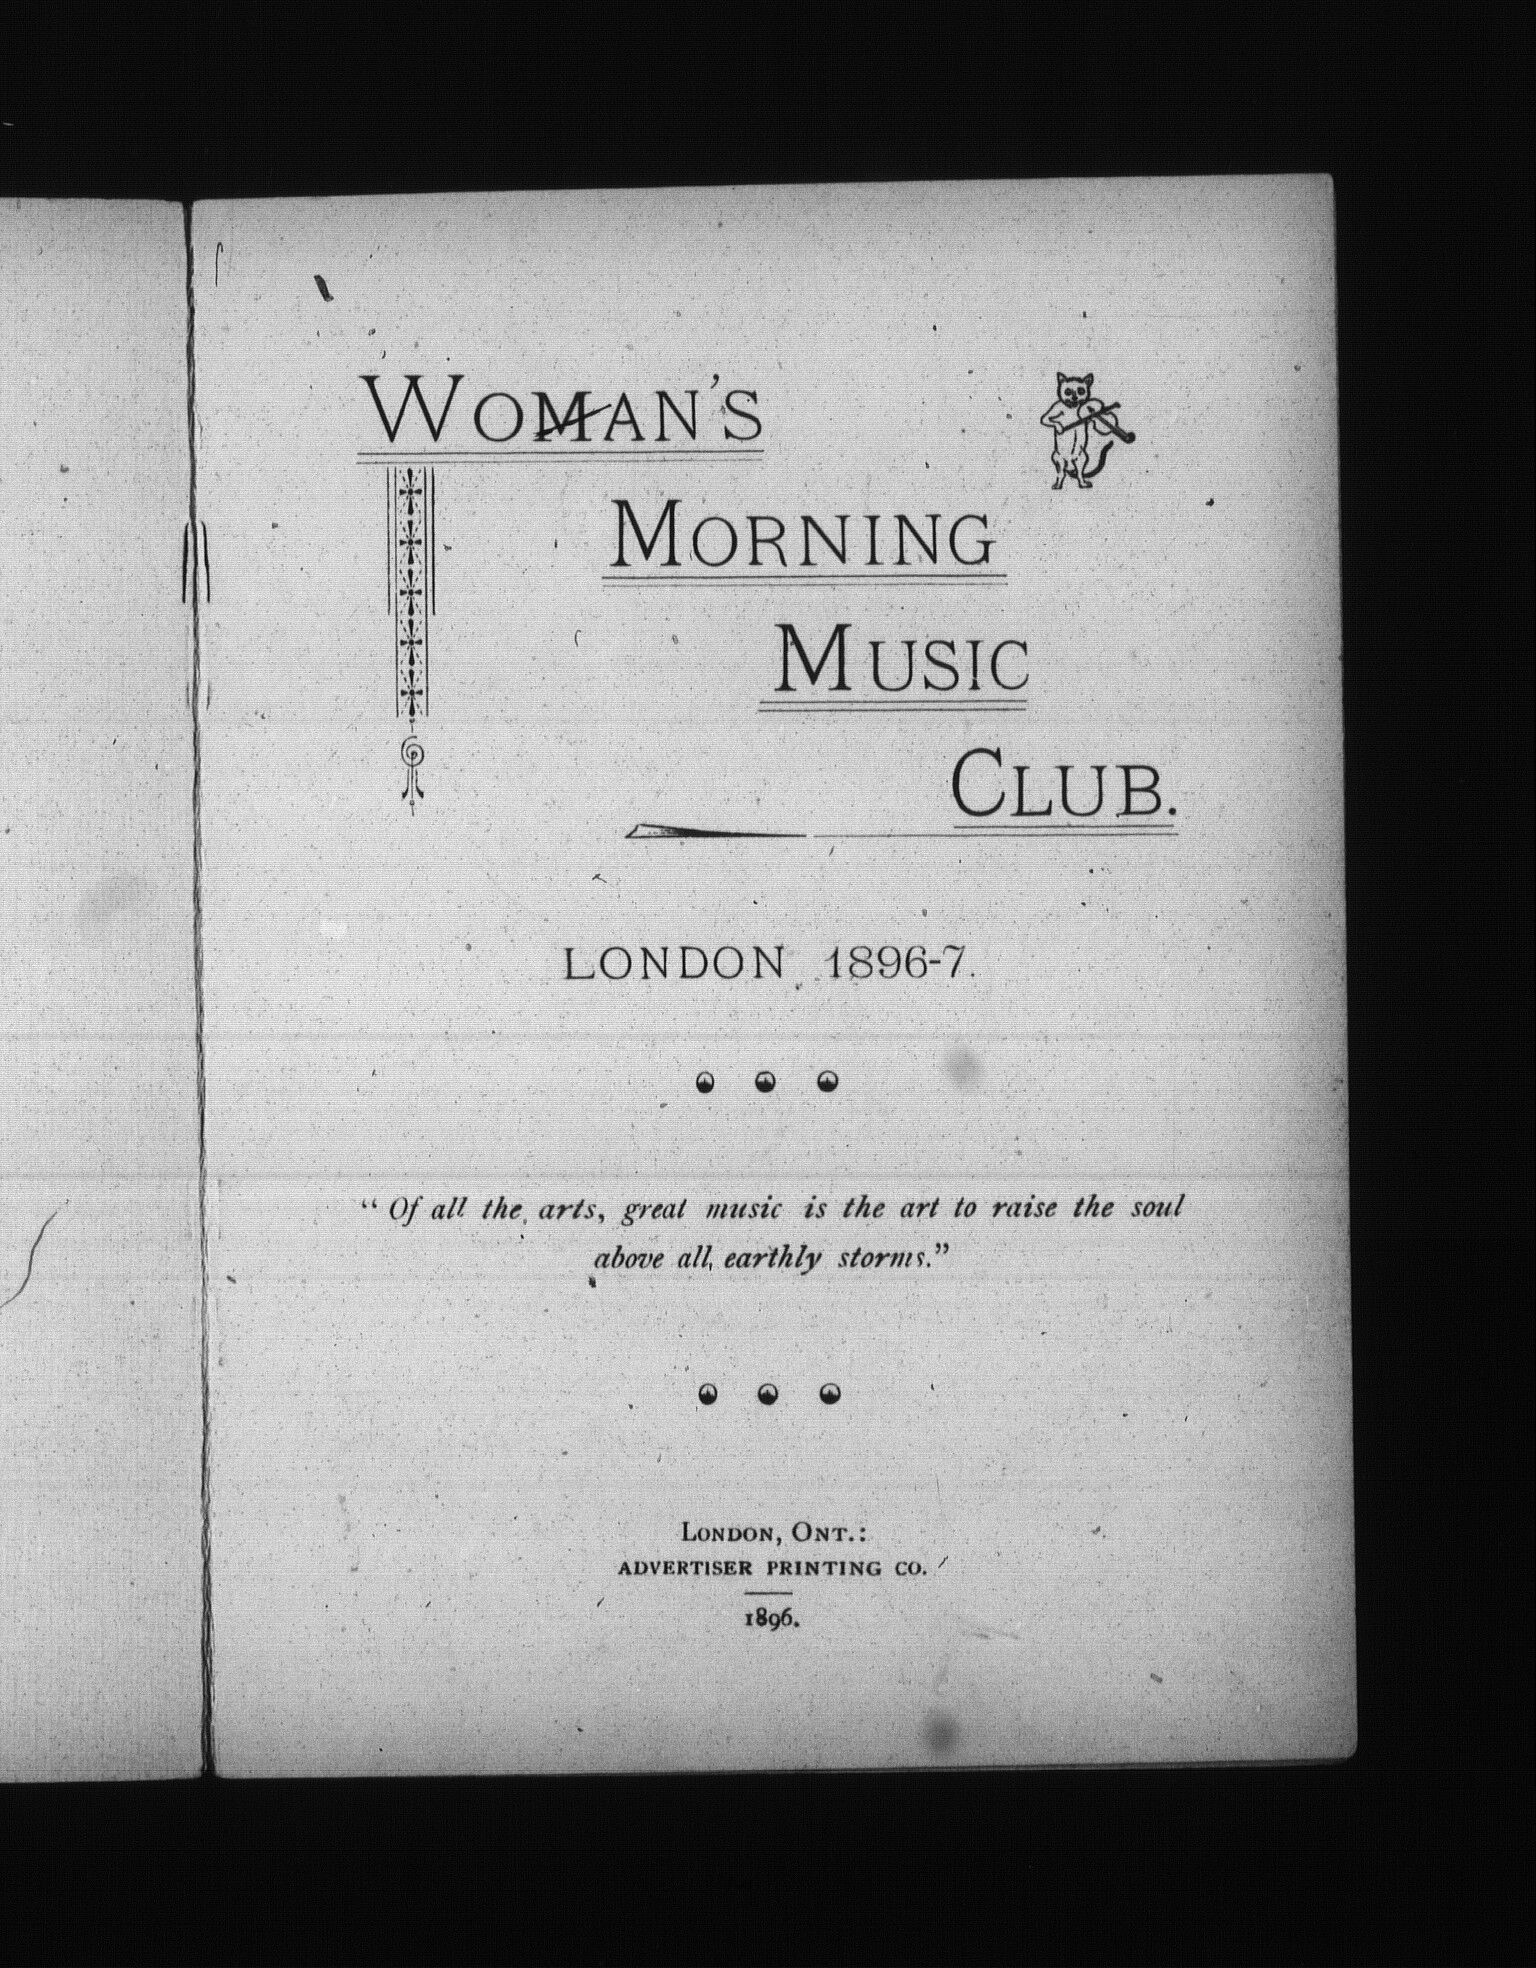 WOMAN'S
MORNING
MUSIC
CLUB.
LONDON 1896-7.
“ Of all the arts, great music is the art to raise the soul
above all earthly storms.”
LONDON, ONT.:
ADVERTISER PRINTING CO.
1896.